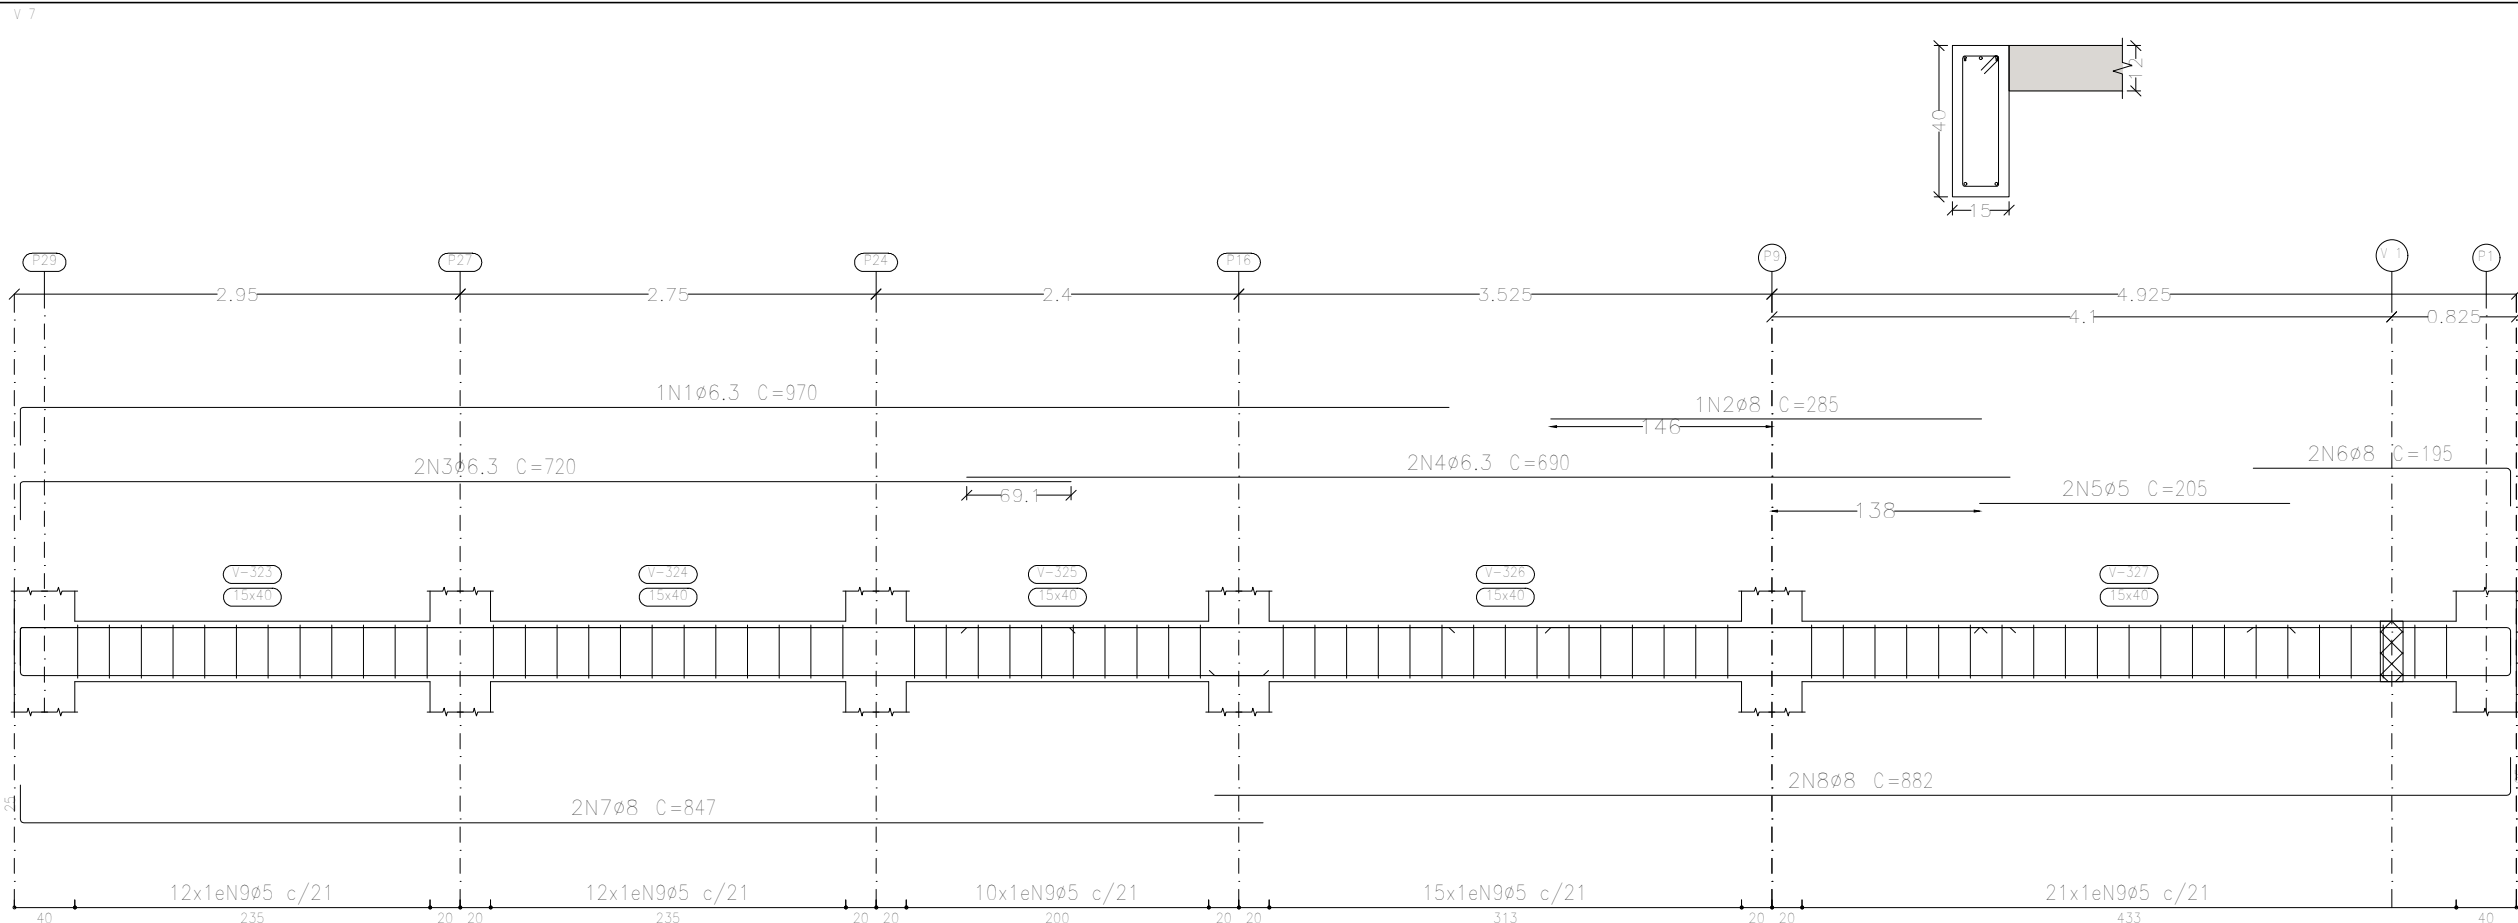 V 7
40
12
15
P29
P27
P24
P16
P9
V 1
P1
2.95
2.75
2.4
3.525
4.925
4.1
0.825
1N1ø6.3 C=970
1N2ø8 C=285
146
2N3ø6.3 C=720
2N4ø6.3 C=690
2N6ø8 C=195
69.1
2N5ø5 C=205
138
V-323
V-324
V-325
V-326
V-327
15x40
15x40
15x40
15x40
15x40
2N8ø8 C=882
25
2N7ø8 C=847
12x1eN9ø5 c/21
12x1eN9ø5 c/21
10x1eN9ø5 c/21
15x1eN9ø5 c/21
21x1eN9ø5 c/21
40
235
20
20
235
20
20
200
20
20
313
20
20
433
40